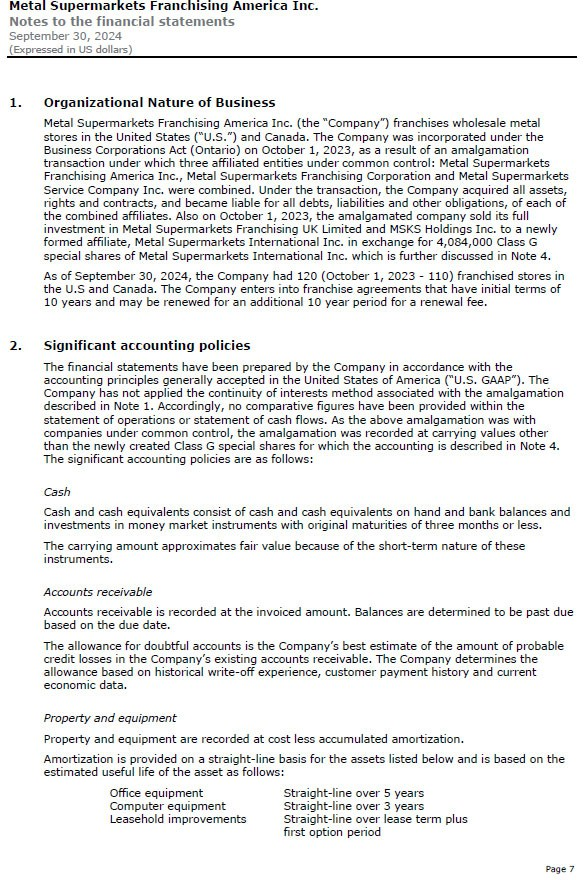 Metal Supermarkets Franchising America Inc.
Notes to the financial statements
September 30, 2024
(Expressed in US dollars)
1. Organizational Nature of Business
Metal Supermarkets Franchising America Inc. (the “Company”) franchises wholesale metal
stores in the United States (“U.S.”) and Canada. The Company was incorporated under the
Business Corporations Act (Ontario) on October 1, 2023, as a result of an amalgamation
transaction under which three affiliated entities under common control: Metal Supermarkets
Franchising America Inc., Metal Supermarkets Franchising Corporation and Metal Supermarkets
Service Company Inc. were combined. Under the transaction, the Company acquired all assets,
rights and contracts, and became liable for all debts, liabilities and other obligations, of each of
the combined affiliates. Also on October 1, 2023, the amalgamated company sold its full
investment in Metal Supermarkets Franchising UK Limited and MSKS Holdings Inc. to a newly
formed affiliate, Metal Supermarkets International Inc. in exchange for 4,084,000 Class G
special shares of Metal Supermarkets International Inc. which is further discussed in Note 4.
As of September 30, 2024, the Company had 120 (October 1, 2023 - 110) franchised stores in
the U.S and Canada. The Company enters into franchise agreements that have initial terms of
10 years and may be renewed for an additional 10 year period for a renewal fee.
2. Significant accounting policies
The financial statements have been prepared by the Company in accordance with the
accounting principles generally accepted in the United States of America (“U.S. GAAP”). The
Company has not applied the continuity of interests method associated with the amalgamation
described in Note 1. Accordingly, no comparative figures have been provided within the
statement of operations or statement of cash flows. As the above amalgamation was with
companies under common control, the amalgamation was recorded at carrying values other
than the newly created Class G special shares for which the accounting is described in Note 4.
The significant accounting policies are as follows:
Cash
Cash and cash equivalents consist of cash and cash equivalents on hand and bank balances and
investments in money market instruments with original maturities of three months or less.
The carrying amount approximates fair value because of the short-term nature of these
instruments.
Accounts receivable
Accounts receivable is recorded at the invoiced amount. Balances are determined to be past due
based on the due date.
The allowance for doubtful accounts is the Company’s best estimate of the amount of probable
credit losses in the Company’s existing accounts receivable. The Company determines the
allowance based on historical write-off experience, customer payment history and current
economic data.
Property and equipment
Property and equipment are recorded at cost less accumulated amortization.
Amortization is provided on a straight-line basis for the assets listed below and is based on the
estimated useful life of the asset as follows:
Office equipment Straight-line over 5 years
Computer equipment Straight-line over 3 years
Leasehold improvements Straight-line over lease term plus
first option period
Page 7